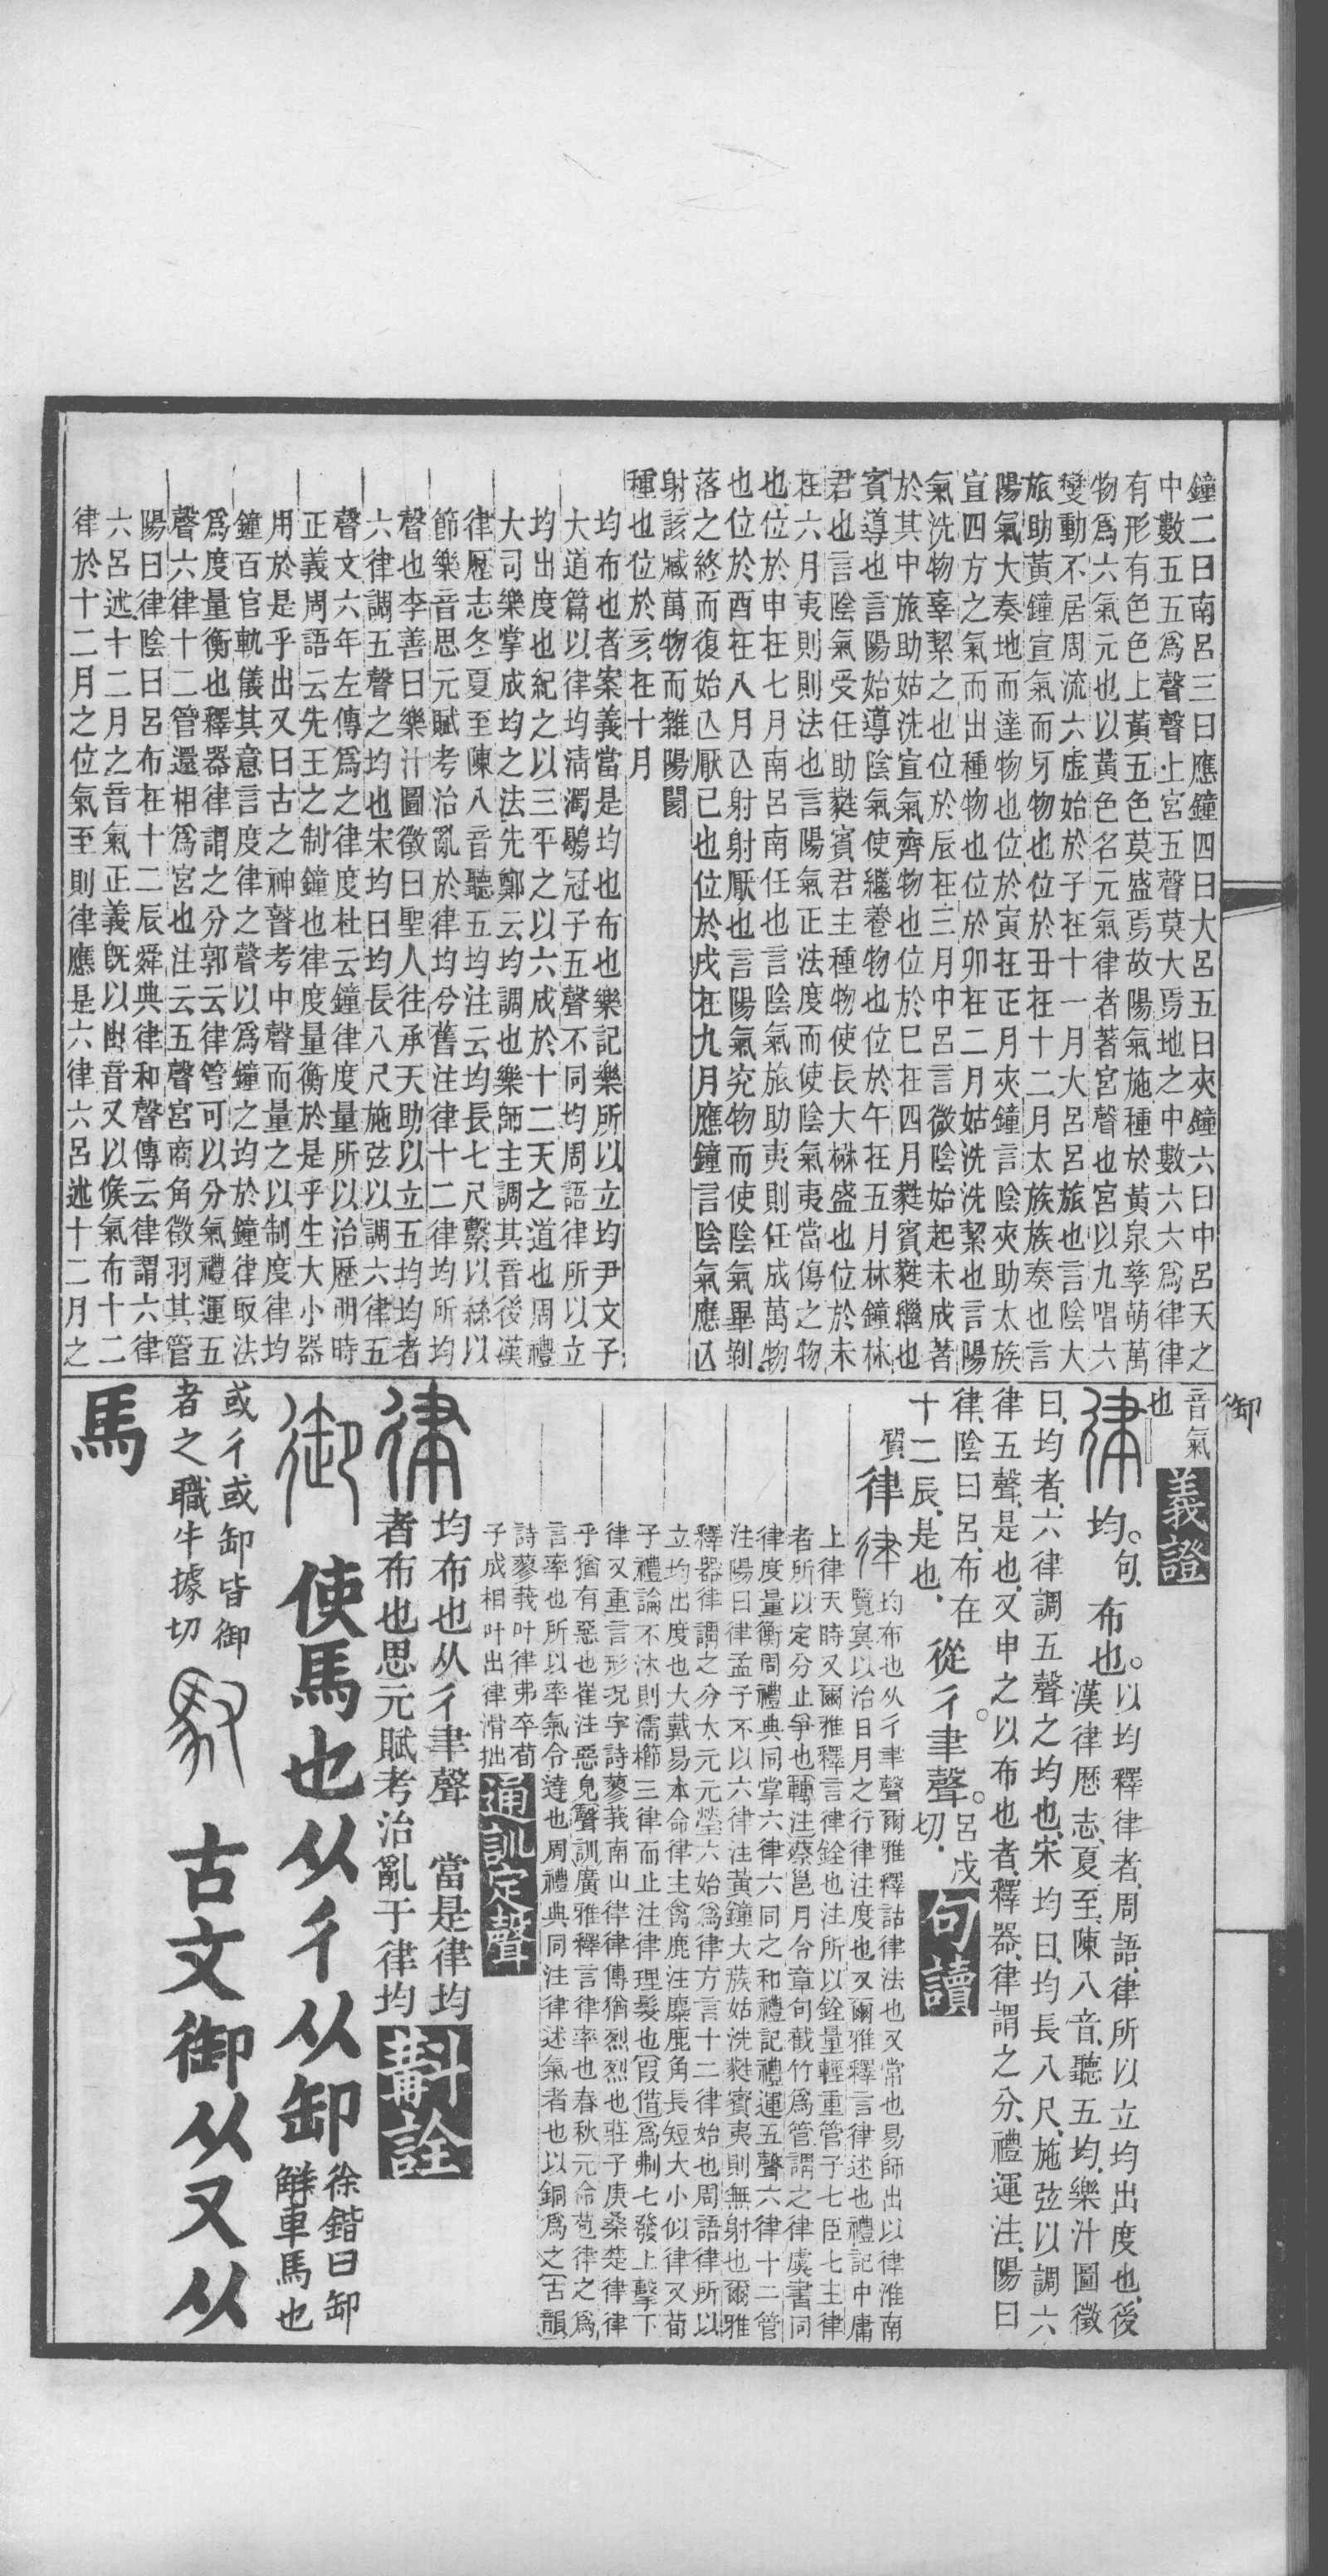 鐘二曰南呂三曰應鐘四曰大呂五曰夾鐘六曰中呂天之
中數五五爲聲聲上宮五聲莫大焉地之中數六六爲律律
有形有色色上黃五色莫盛焉故陽氣施種於黃泉孳萌萬
物爲六氣元也以黃色名元氣律者著宮聲也宮以九唱六
變動不居周流六虛始於子在十一月大呂呂旅也言陰大
旅助黃鐘宣氣而牙物也位於丑在十二月太族族奏也言
陽氣大奏地而達物也位於寅在正月夾鐘言陰夾助太族
宣四方之氣而出種物也位於卯在二月姑洗洗絜也言陽
氣洗物辜絜之也位於辰在三月中呂言微陰始起未成著
於其中旅助姑洗宣氣齊物也位於巳在四月蕤賓蕤繼也
賓導也言陽始導陰氣使繼養物也位於午在五月林鐘林
君也言陰氣受任助蕤賓君主種物使長大楙盛也位於未
在六月夷則則法也言陽氣正法度而使陰氣夷當傷之物
也位於申在七月南呂南任也言陰氣旅助夷則任成萬物
也位於酉在八月亾射射厭也言陽氣究物而使陰氣畢剝
落之終而復始亾厭已也位於戌在九月應鐘言陰氣應亾
射該臧萬物而雜陽閡
種也位於亥在十月
均布也者案義當是均也布也樂記樂所以立均尹文子
大道篇以律均淸濁鶡冠子五聲不同均周語律所以立
均出度也紀之以三平之以六成於十二天之道也周禮
大司樂掌成均之法先鄭云均調也樂師主調其音後漢
律歷志冬夏至陳八音聽五均注云均長七尺繫以絲以
節樂音思元賦考治亂於律均兮舊注律十二律均所均
聲也李善曰樂汁圖徵曰聖人往承天助以立五均均者
六律調五聲之均也宋均曰均長八尺施弦以調六律五
聲文六年左傳爲之律度杜云鐘律度量所以治歷明時
正義周語云先王之制鐘也律度量衡於是乎生大小器
用於是乎出又曰古之神瞽考中聲而量之以制度律均
鐘百官軌儀其意言度律之聲以爲鐘之均於鐘律取法
爲度量衡也釋器律謂之分郭云律管可以分氣禮運五
聲六律十二管還相爲宮也注云五聲宮商角徵羽其管
陽曰律陰曰呂布在十二辰舜典律和聲傳云律謂六律
六呂述十二月之音氣正義旣以出音又以候氣布十二
律於十二月之位氣至則律應是六律六呂述十二月之
音氣
也
義證
律 均。句、布也。以均釋律者、周語、律所以立均出度也、後
漢律歷志、夏至、陳八音、聽五均、樂汁圖徵
曰、均者、六律調五聲之均也、宋均曰、均長八尺、施弦以調六
律五聲、是也、又申之以布也者、釋器、律謂之分、禮運注、陽曰
律、陰曰呂、布在
十二辰、是也、
從彳聿聲。呂戌
切、
句讀
質
律 律 均布也从彳聿聲爾雅釋詁律法也又常也易師出以律淮南
覽冥以治日月之行律注度也又爾雅釋言律述也禮記中庸
上律天時又爾雅釋言律銓也注所以銓量輕重管子七臣七主律
者所以定分止爭也轉注蔡邕月令章句截竹爲管謂之律虞書同
律度量衡周禮典同掌六律六同之和禮記禮運五聲六律十二管
注陽曰律孟子不以六律注黃鐘大族姑洗蕤賓夷則無射也爾雅
釋器律謂之分太元元瑩六始爲律方言十二律始也周語律所以
立均出度也大戴易本命律主禽鹿注麋鹿角長短大小似律又荀
子禮論不沐則濡櫛三律而止注律理髮也叚借爲剌七發上擊下
律又重言形況字詩蓼莪南山律律傳猶烈烈也莊子庚桑楚律律
乎猶有惡也崔注惡皃聲訓廣雅釋言律率也春秋元命苞律之爲
言率也所以率氣令達也周禮典同注律述氣者也以銅爲之古韻
詩蓼莪叶律弗卒荀
子成相叶出律滑拙
通訓定聲
律 均布也从彳聿聲 當是律均
者布也思元賦考治亂于律均
斠詮
御 使馬也从彳从卸 徐鍇曰卸
解車馬也
或彳或卸皆御
者之職牛據切
馭 古文御从又从
馬
御